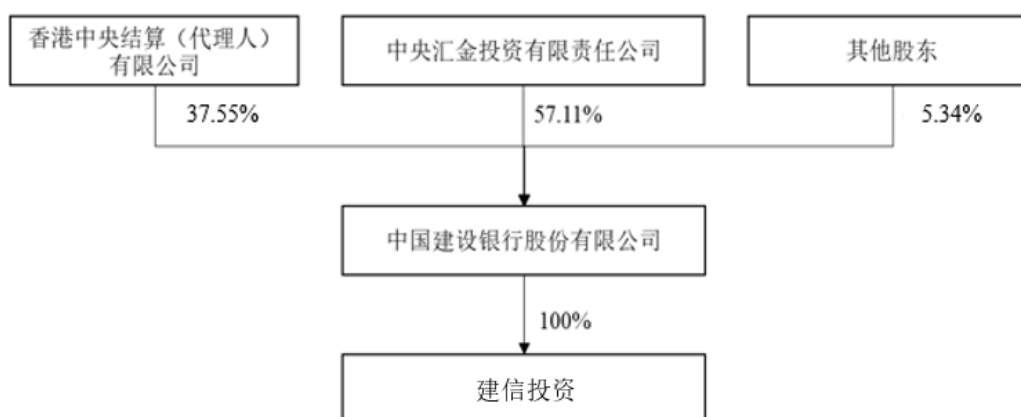 香港中央结算（代理人）
有限公司
中央汇金投资有限责任公司
其他股东
37.55%
57.11%
5.34%
中国建设银行股份有限公司
100%
建信投资